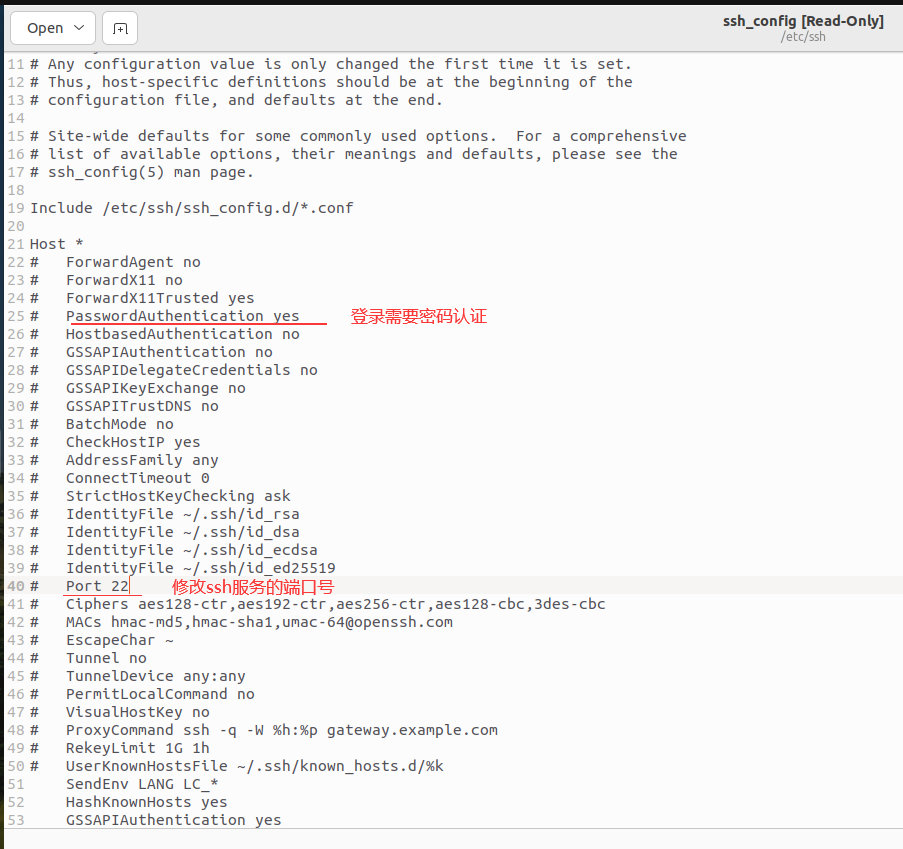 Open
ssh_config [Read-Only]
/etc/ssh
11 # Any configuration value is only changed the first time it is set.
12 # Thus, host-specific definitions should be at the beginning of the
13 # configuration file, and defaults at the end.
14
15 # Site-wide defaults for some commonly used options.  For a comprehensive
16 # list of available options, their meanings and defaults, please see the
17 # ssh_config(5) man page.
18
19 Include /etc/ssh/ssh_config.d/*.conf
20
21 Host *
22 #   ForwardAgent no
23 #   ForwardX11 no
24 #   ForwardX11Trusted yes
25 #   PasswordAuthentication yes 登录需要密码认证
26 #   HostbasedAuthentication no
27 #   GSSAPIAuthentication no
28 #   GSSAPIDelegateCredentials no
29 #   GSSAPIKeyExchange no
30 #   GSSAPITrustDNS no
31 #   BatchMode no
32 #   CheckHostIP yes
33 #   AddressFamily any
34 #   ConnectTimeout 0
35 #   StrictHostKeyChecking ask
36 #   IdentityFile ~/.ssh/id_rsa
37 #   IdentityFile ~/.ssh/id_dsa
38 #   IdentityFile ~/.ssh/id_ecdsa
39 #   IdentityFile ~/.ssh/id_ed25519
40 #   Port 22 修改ssh服务的端口号
41 #   Ciphers aes128-ctr,aes192-ctr,aes256-ctr,aes128-cbc,3des-cbc
42 #   MACs hmac-md5,hmac-sha1,umac-64@openssh.com
43 #   EscapeChar ~
44 #   Tunnel no
45 #   TunnelDevice any:any
46 #   PermitLocalCommand no
47 #   VisualHostKey no
48 #   ProxyCommand ssh -q -W %h:%p gateway.example.com
49 #   RekeyLimit 1G 1h
50 #   UserKnownHostsFile ~/.ssh/known_hosts.d/%k
51     SendEnv LANG LC_*
52     HashKnownHosts yes
53     GSSAPIAuthentication yes